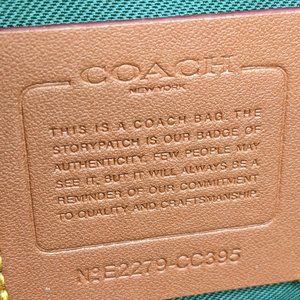 COACH
NEW YORK
THIS IS A COACH BAG. THE
STORYPATCH IS OUR BADGE OF
AUTHENTICITY. FEW PEOPLE MAY
SEE IT, BUT IT WILL ALWAYS BE A
REMINDER OF OUR COMMITMENT
TO QUALITY AND CRAFTSMANSHIP.
Nº E2279-CC395